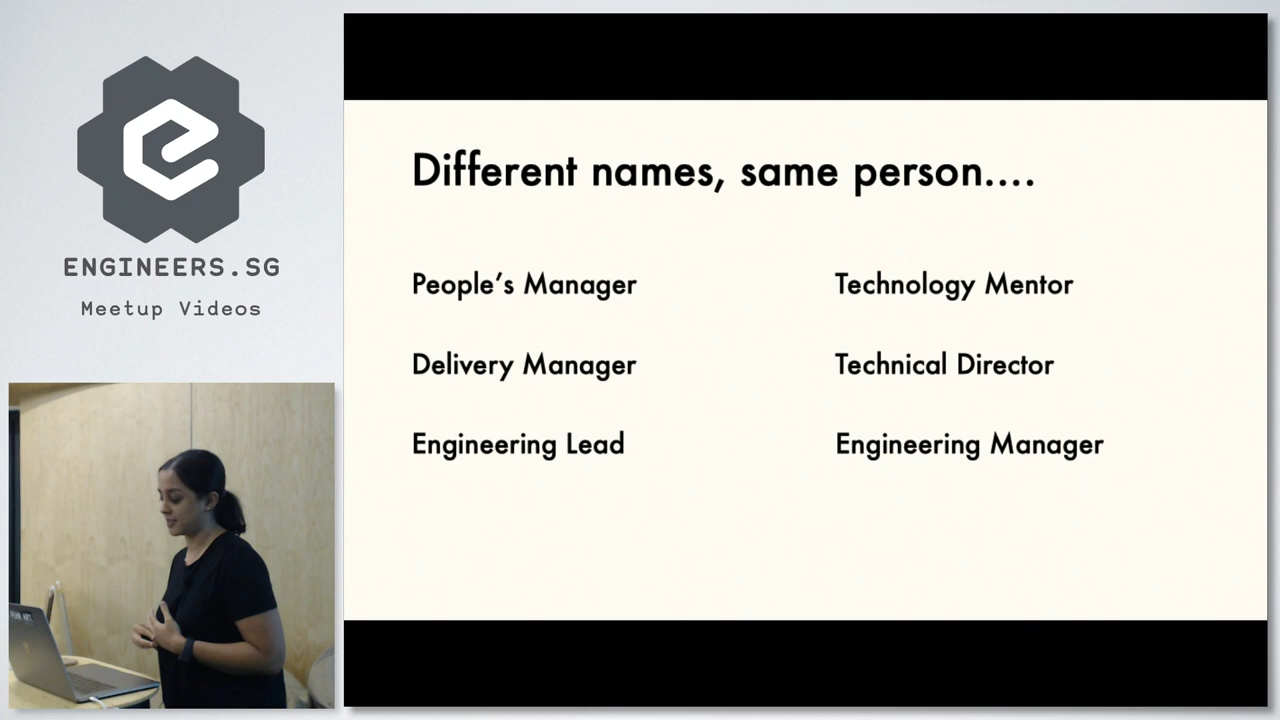 ENGINEERS.SG
Meetup Videos
Different names, same person....
People's Manager
Technology Mentor
Delivery Manager
Technical Director
Engineering Lead
Engineering Manager